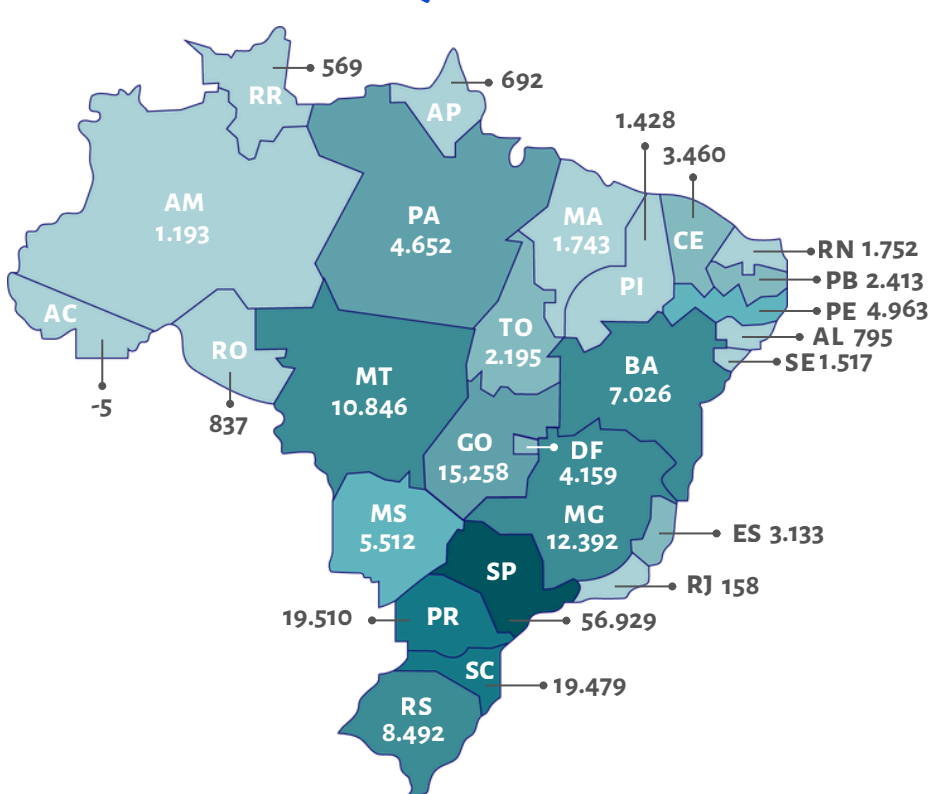 569
RR
692
AP
1.428
3.460
AM
1.193
PA
4.652
MA
1.743
CE
RN 1.752
PB 2.413
PI
PE 4.963
AC
AL 795
TO
2.195
RO
SE 1.517
BA
7.026
MT
10.846
-5
837
GO
15,258
DF
4.159
MS
5.512
MG
12.392
ES 3.133
SP
RJ 158
19.510
PR
56.929
SC
19.479
RS
8.492